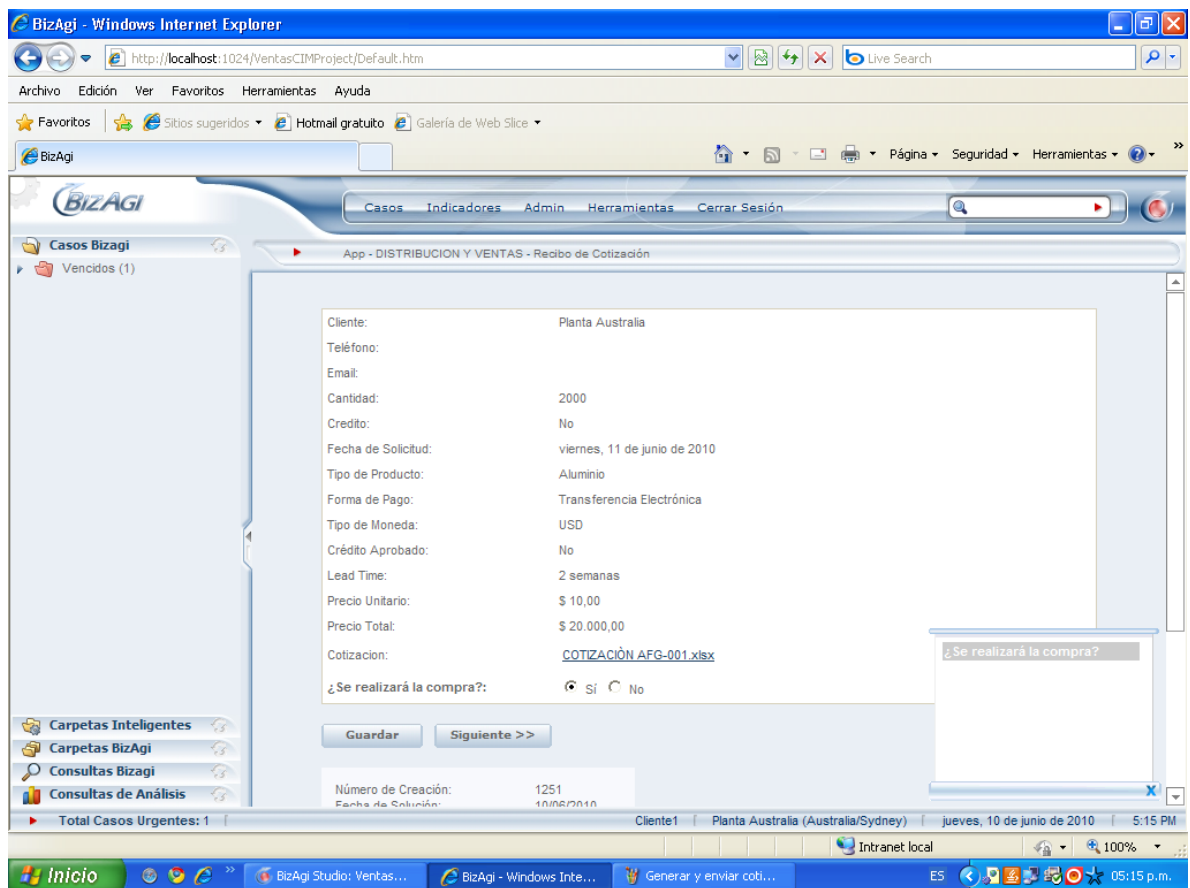 BizAgi - Windows Internet Explorer
http://localhost:1024/VentasCIMProject/Default.htm
Live Search
Archivo Edición Ver Favoritos Herramientas Ayuda
Favoritos Sitios sugeridos Hotmail gratuito Galería de Web Slice
BizAgi
Página Seguridad Herramientas
BIZAGI
Casos Indicadores Admin Herramientas Cerrar Sesión
Casos Bizagi
App - DISTRIBUCION Y VENTAS - Recibo de Cotización
Vencidos (1)
Cliente: Planta Australia
Teléfono:
Email:
Cantidad: 2000
Credito: No
Fecha de Solicitud: viernes, 11 de junio de 2010
Tipo de Producto: Aluminio
Forma de Pago: Transferencia Electrónica
Tipo de Moneda: USD
Crédito Aprobado: No
Lead Time: 2 semanas
Precio Unitario: $ 10,00
Precio Total: $ 20.000,00
Cotizacion: COTIZACIÒN AFG-001.xlsx
¿Se realizará la compra?
¿Se realizará la compra?: Sí No
Guardar Siguiente >>
Carpetas Inteligentes
Carpetas BizAgi
Consultas Bizagi
Consultas de Análisis
Número de Creación: 1251
Fecha de Solución: 10/06/2010
Total Casos Urgentes: 1
Cliente1 Planta Australia (Australia/Sydney) jueves, 10 de junio de 2010 5:15 PM
Intranet local 100%
Inicio BizAgi Studio: Ventas... BizAgi - Windows Inte... Generar y enviar coti... ES 05:15 p.m.